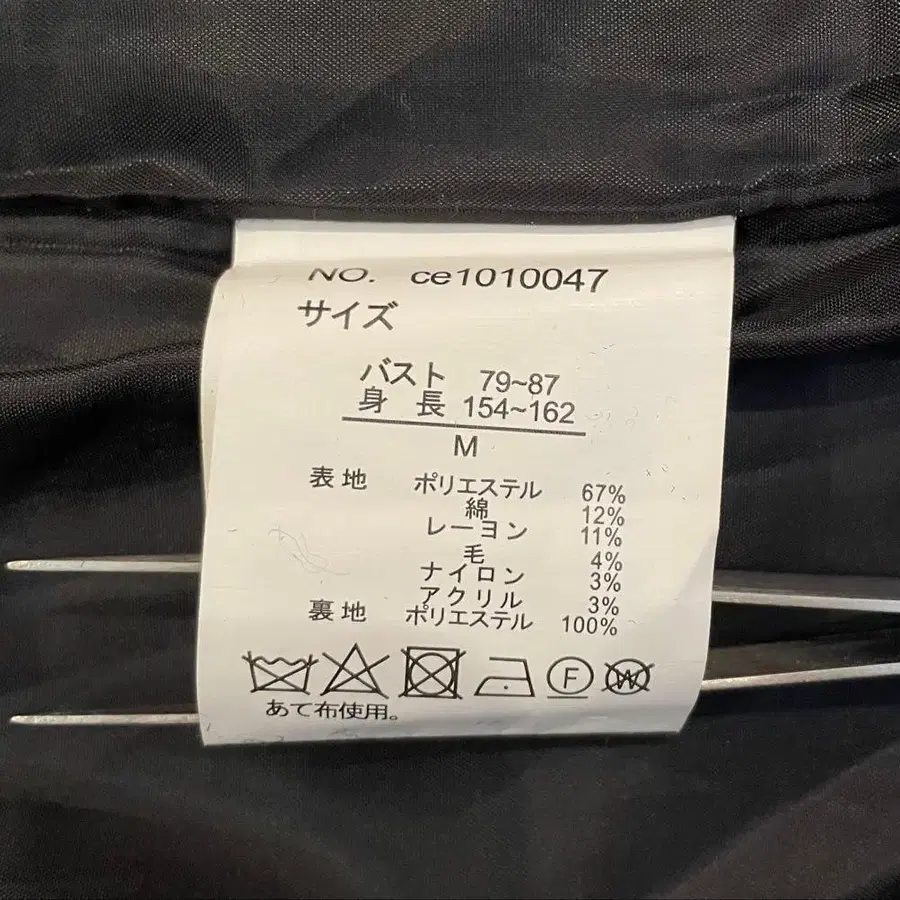 NO. ce1010047
サイズ
バスト 79~87
身長 154~162
M
表地 ポリエステル 67%
綿 12%
レーヨン 11%
毛 4%
ナイロン 3%
アクリル 3%
裏地 ポリエステル 100%
F W
あて布使用。